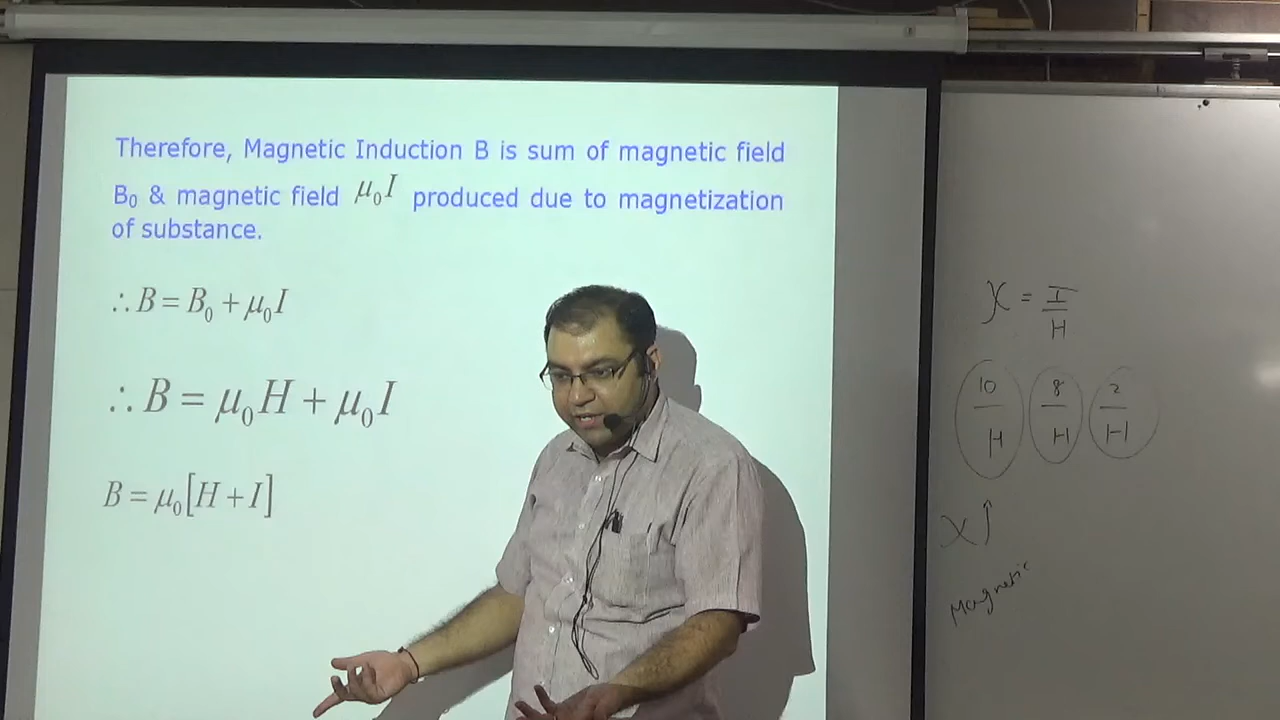 Therefore, Magnetic Induction B is sum of magnetic field
B₀ & magnetic field μ₀I produced due to magnetization
of substance.
∴ B = B₀ + μ₀I
∴ B = μ₀H + μ₀I
B = μ₀[H + I]
χ = I/H
10/H 8/H 2/H
χ↑
Magnetic